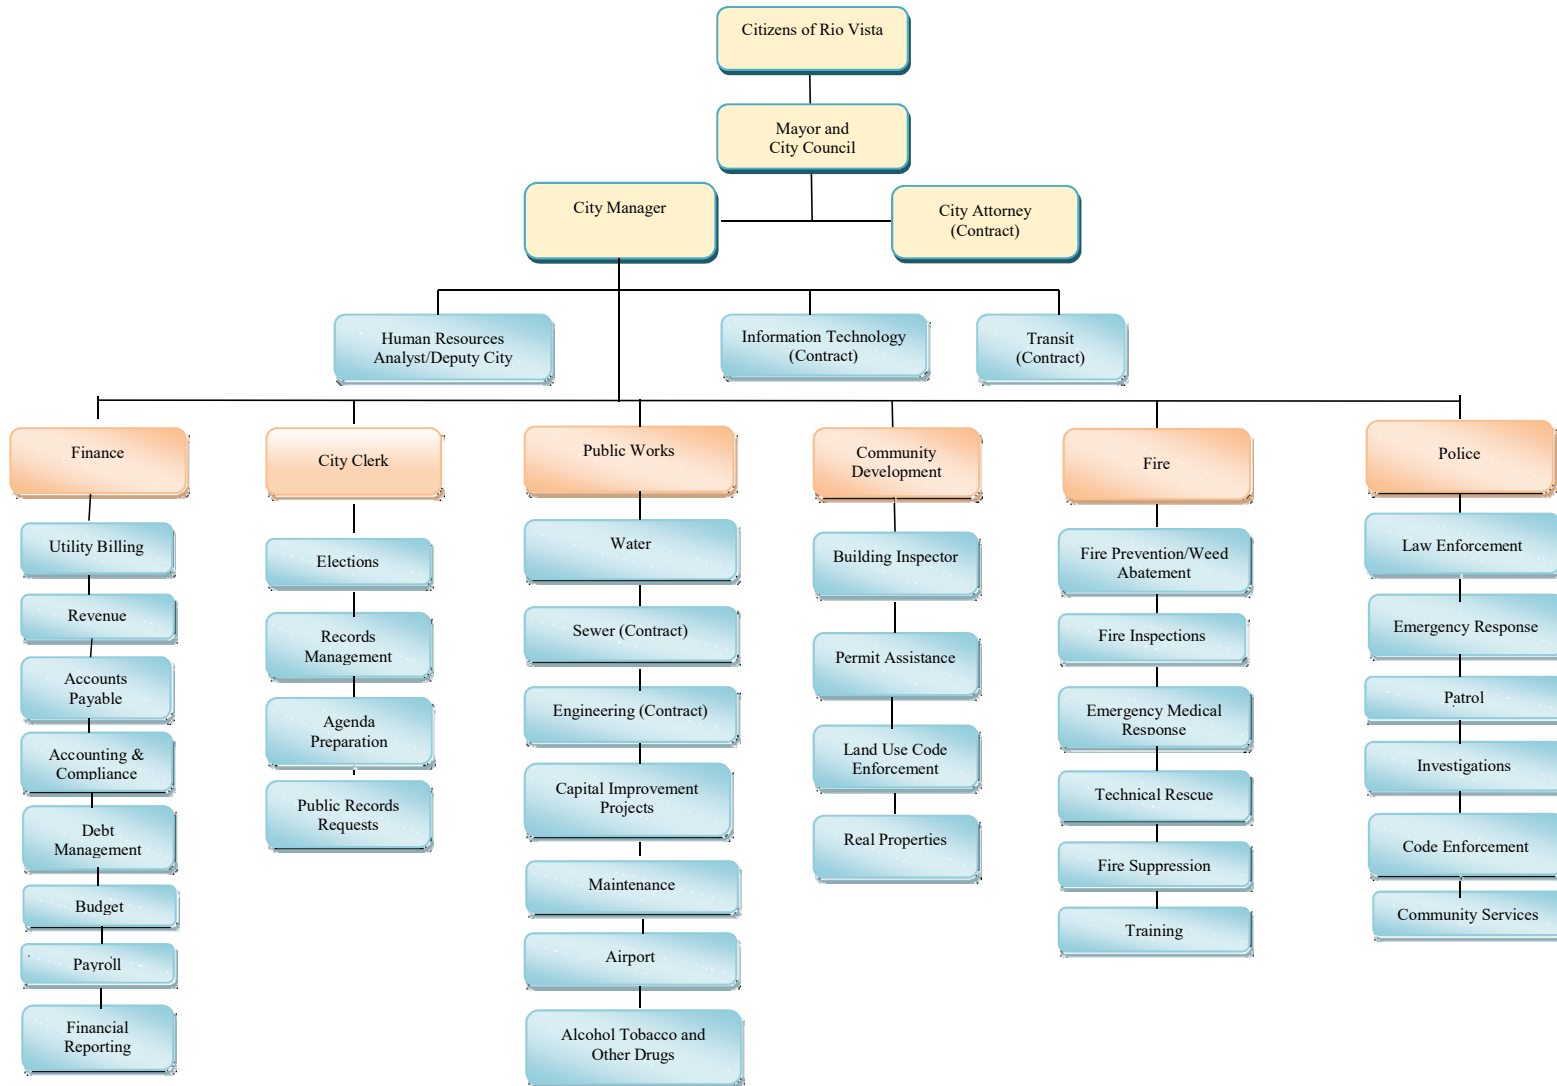 Citizens of Rio Vista
Mayor and
City Council
City Manager
City Attorney
(Contract)
Human Resources
Analyst/Deputy City
Information Technology
(Contract)
Transit
(Contract)
Finance
Utility Billing
Revenue
Accounts
Payable
Accounting &
Compliance
Debt
Management
Budget
Payroll
Financial
Reporting
City Clerk
Elections
Records
Management
Agenda
Preparation
Public Records
Requests
Public Works
Water
Sewer (Contract)
Engineering (Contract)
Capital Improvement
Projects
Maintenance
Airport
Alcohol Tobacco and
Other Drugs
Community
Development
Building Inspector
Permit Assistance
Land Use Code
Enforcement
Real Properties
Fire
Fire Prevention/Weed
Abatement
Fire Inspections
Emergency Medical
Response
Technical Rescue
Fire Suppression
Training
Police
Law Enforcement
Emergency Response
Patrol
Investigations
Code Enforcement
Community Services